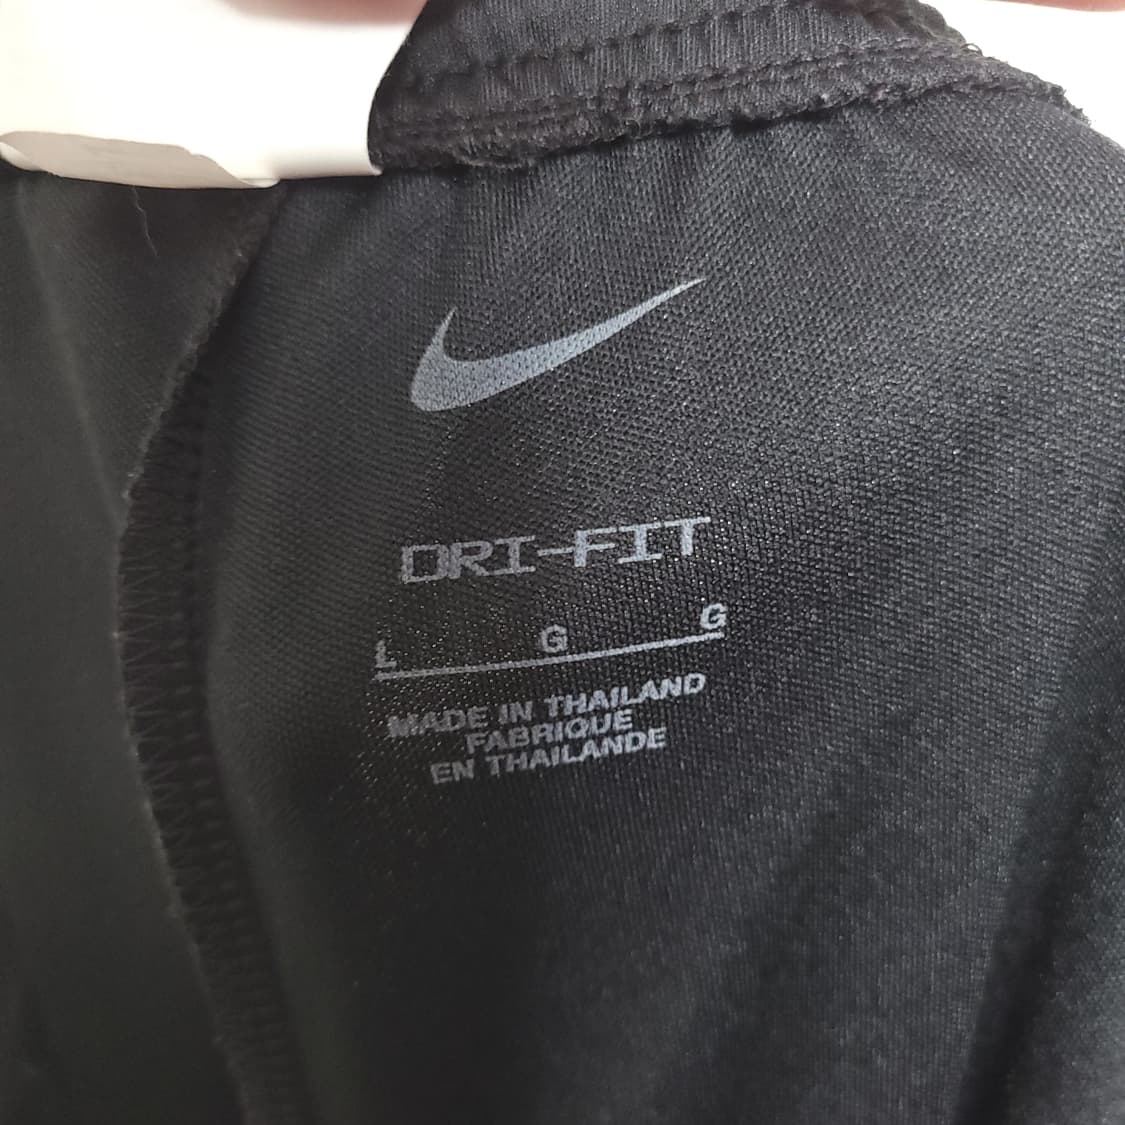 DRI-FIT
L G G
MADE IN THAILAND
FABRIQUE
EN THAILANDE